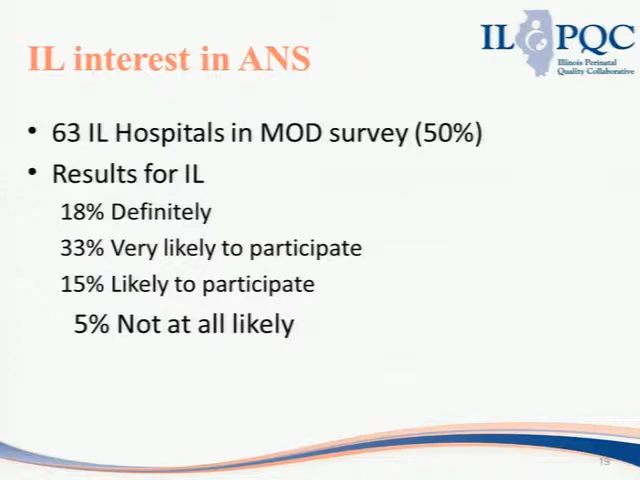 IL PQC
Illinois Perinatal
Quality Collaborative
IL interest in ANS
• 63 IL Hospitals in MOD survey (50%)
• Results for IL
18% Definitely
33% Very likely to participate
15% Likely to participate
5% Not at all likely
19